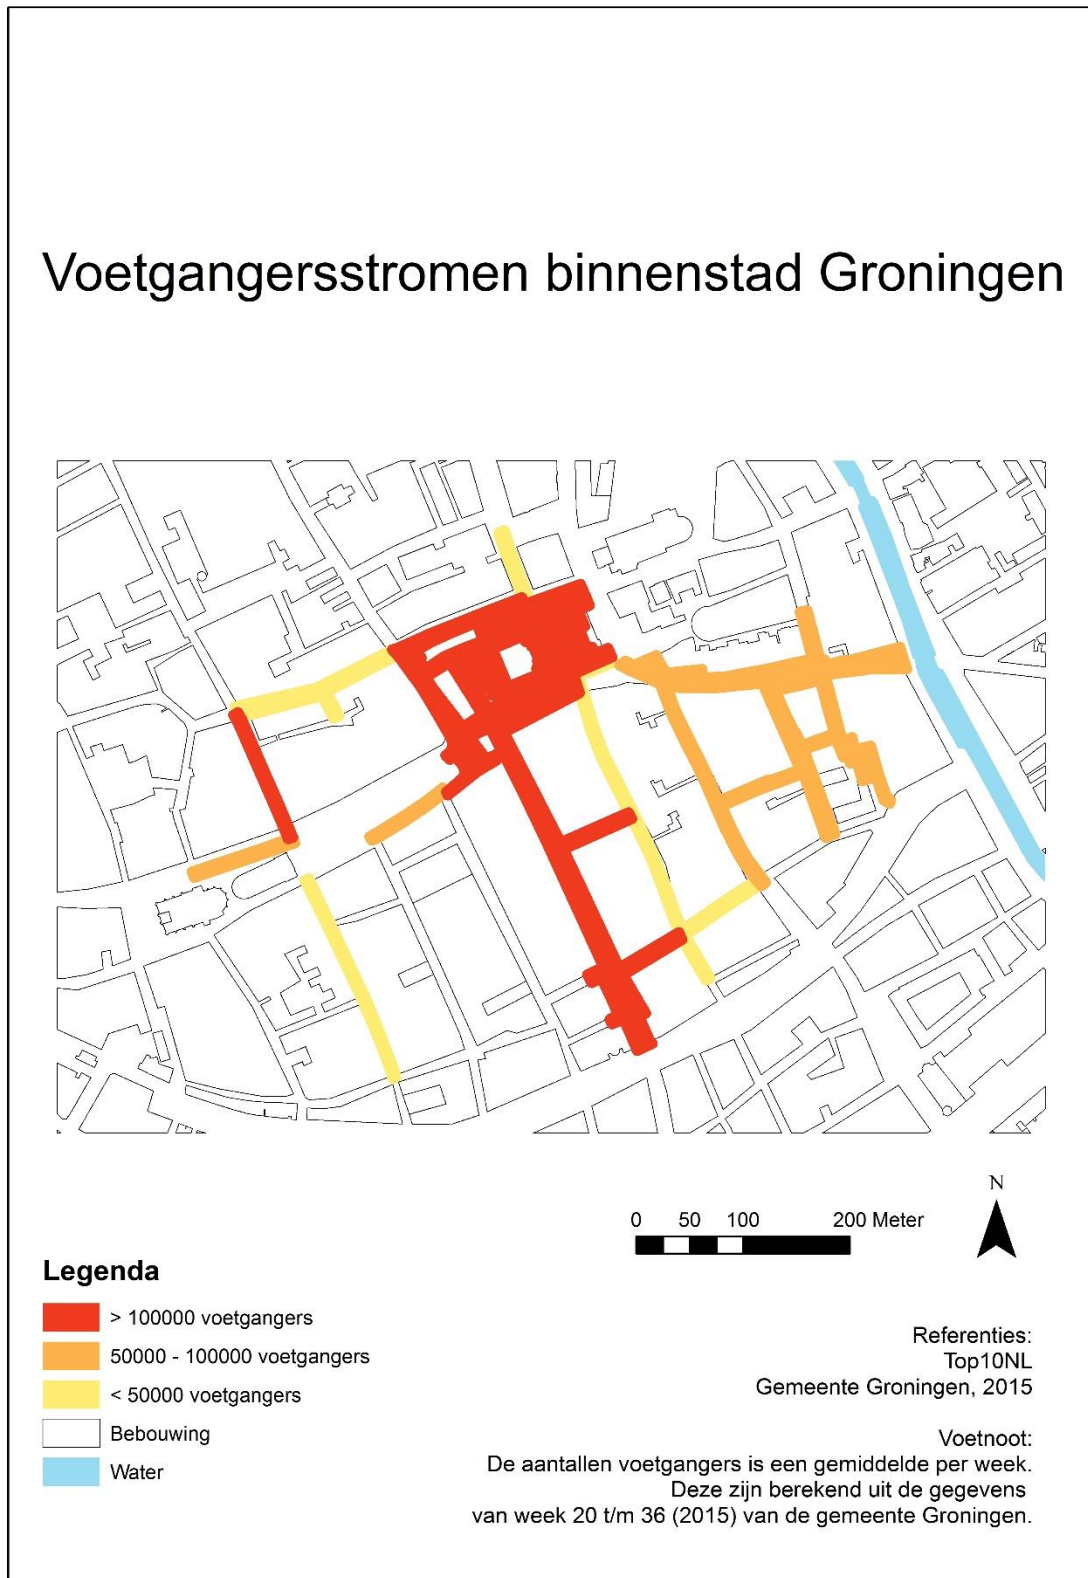 Voetgangersstromen binnenstad Groningen
N
0 50 100 200 Meter
Legenda
> 100000 voetgangers
50000 - 100000 voetgangers
< 50000 voetgangers
Bebouwing
Water
Referenties:
Top10NL
Gemeente Groningen, 2015
Voetnoot:
De aantallen voetgangers is een gemiddelde per week.
Deze zijn berekend uit de gegevens
van week 20 t/m 36 (2015) van de gemeente Groningen.